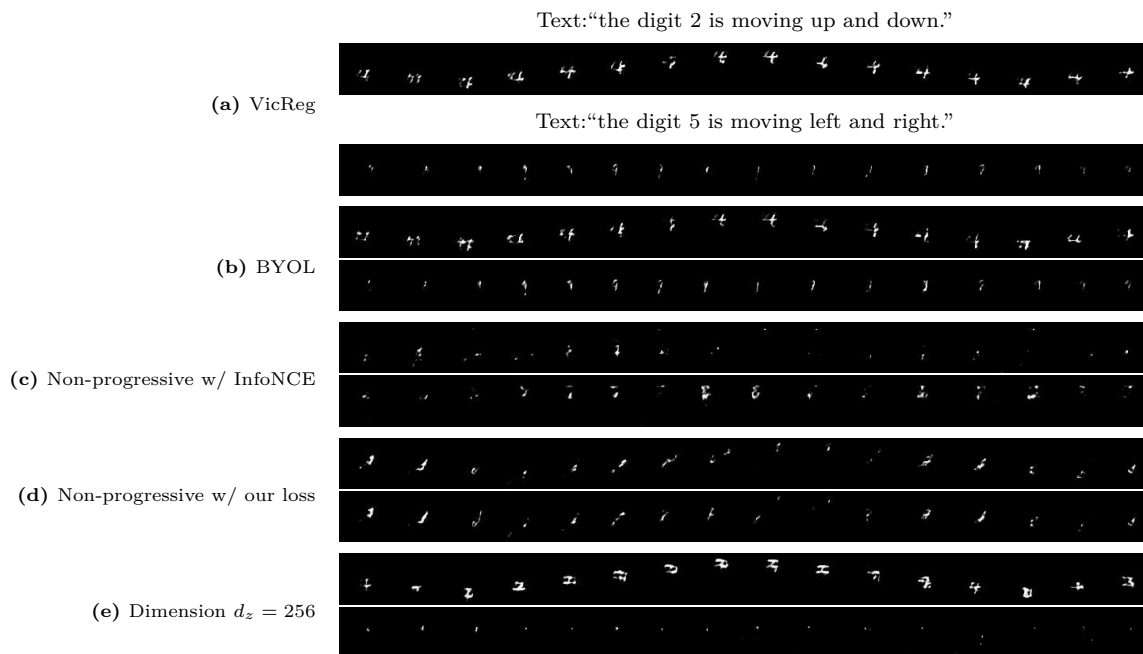 Text:“the digit 2 is moving up and down.”
(a) VicReg
Text:“the digit 5 is moving left and right.”
(b) BYOL
(c) Non-progressive w/ InfoNCE
(d) Non-progressive w/ our loss
(e) Dimension d_z = 256